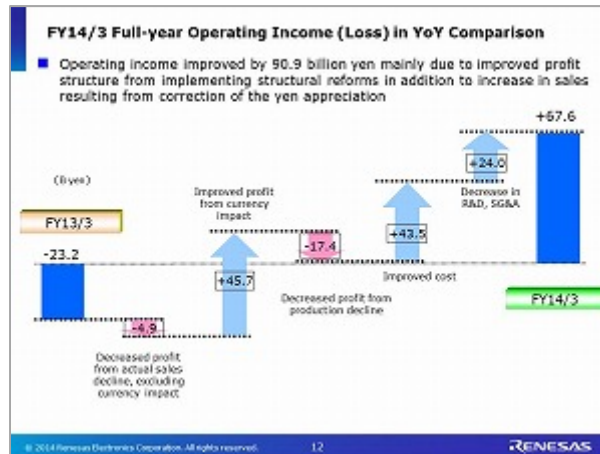 FY14/3 Full-year Operating Income (Loss) in YoY Comparison
Operating income improved by 90.9 billion yen mainly due to improved profit
structure from implementing structural reforms in addition to increase in sales
resulting from correction of the yen appreciation
+67.6
+24.0
(B yen)
Improved profit
from currency
impact
Decrease in
R&D, SG&A
FY13/3
-17.4
+43.5
-23.2
+45.7
Improved cost
Decreased profit from
production decline
FY14/3
-4.9
Decreased profit
from actual sales
decline, excluding
currency impact
© 2014 Renesas Electronics Corporation. All rights reserved.
12
RENESAS